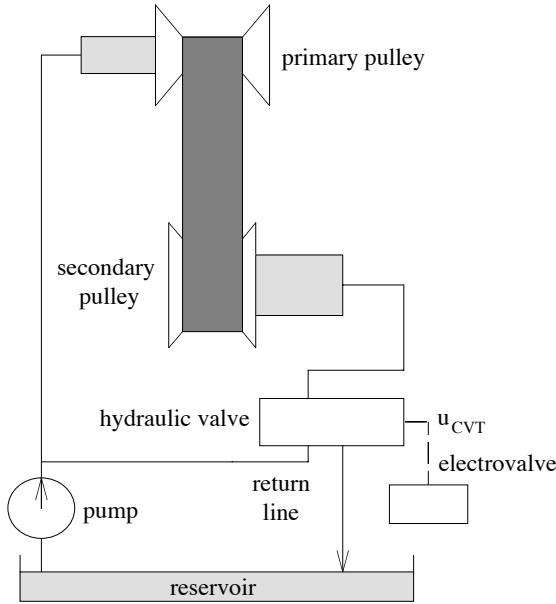 primary pulley
secondary
pulley
hydraulic valve
u_CVT
electrovalve
return
line
pump
reservoir